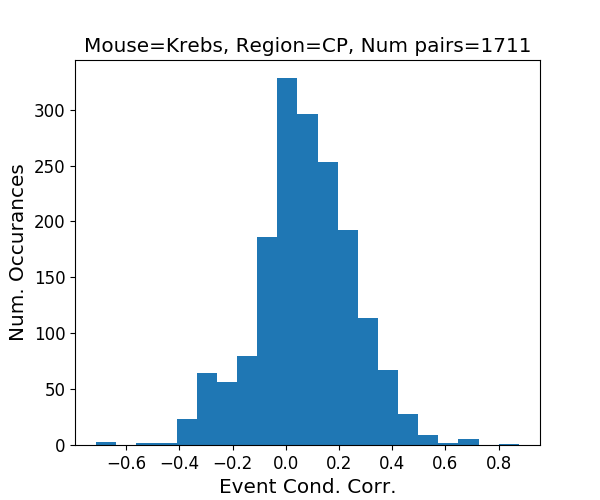 Mouse=Krebs, Region=CP, Num pairs=1711
300
250
200
150
100
50
0
Num. Occurances
−0.6 −0.4 −0.2 0.0 0.2 0.4 0.6 0.8
Event Cond. Corr.